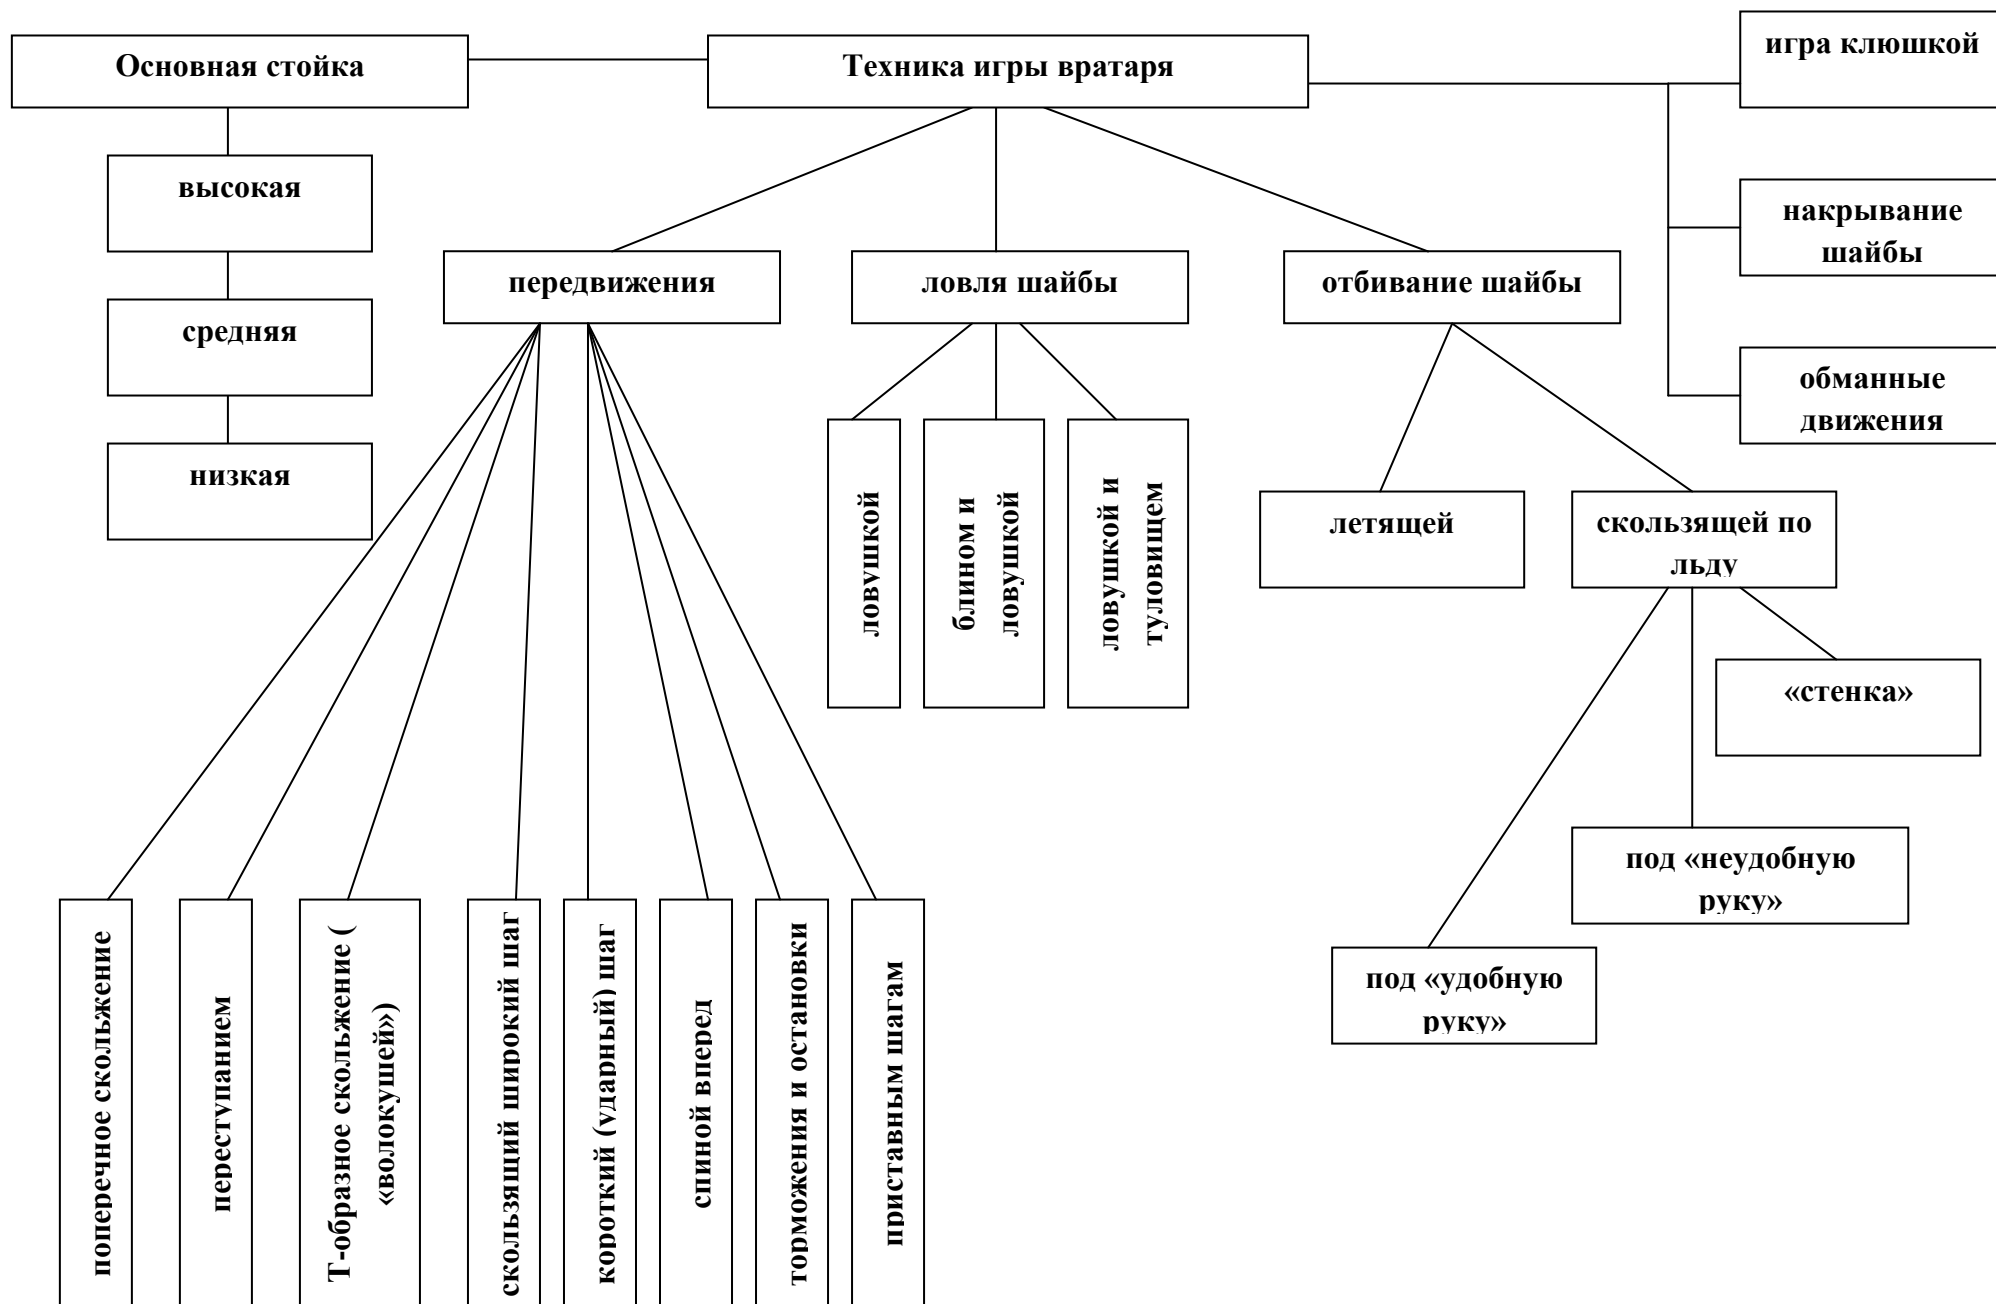 Основная стойка
Техника игры вратаря
игра клюшкой
высокая
накрывание
шайбы
средняя
передвижения
ловля шайбы
отбивание шайбы
обманные
движения
низкая
ловушкой
блином и
ловушкой
ловушкой и
туловищем
летящей
скользящей по
льду
«стенка»
под «неудобную
руку»
под «удобную
руку»
поперечное скольжение
переступанием
Т-образное скольжение (
«волокушей»)
скользящий широкий шаг
короткий (ударный) шаг
спиной вперед
торможения и остановки
приставным шагам